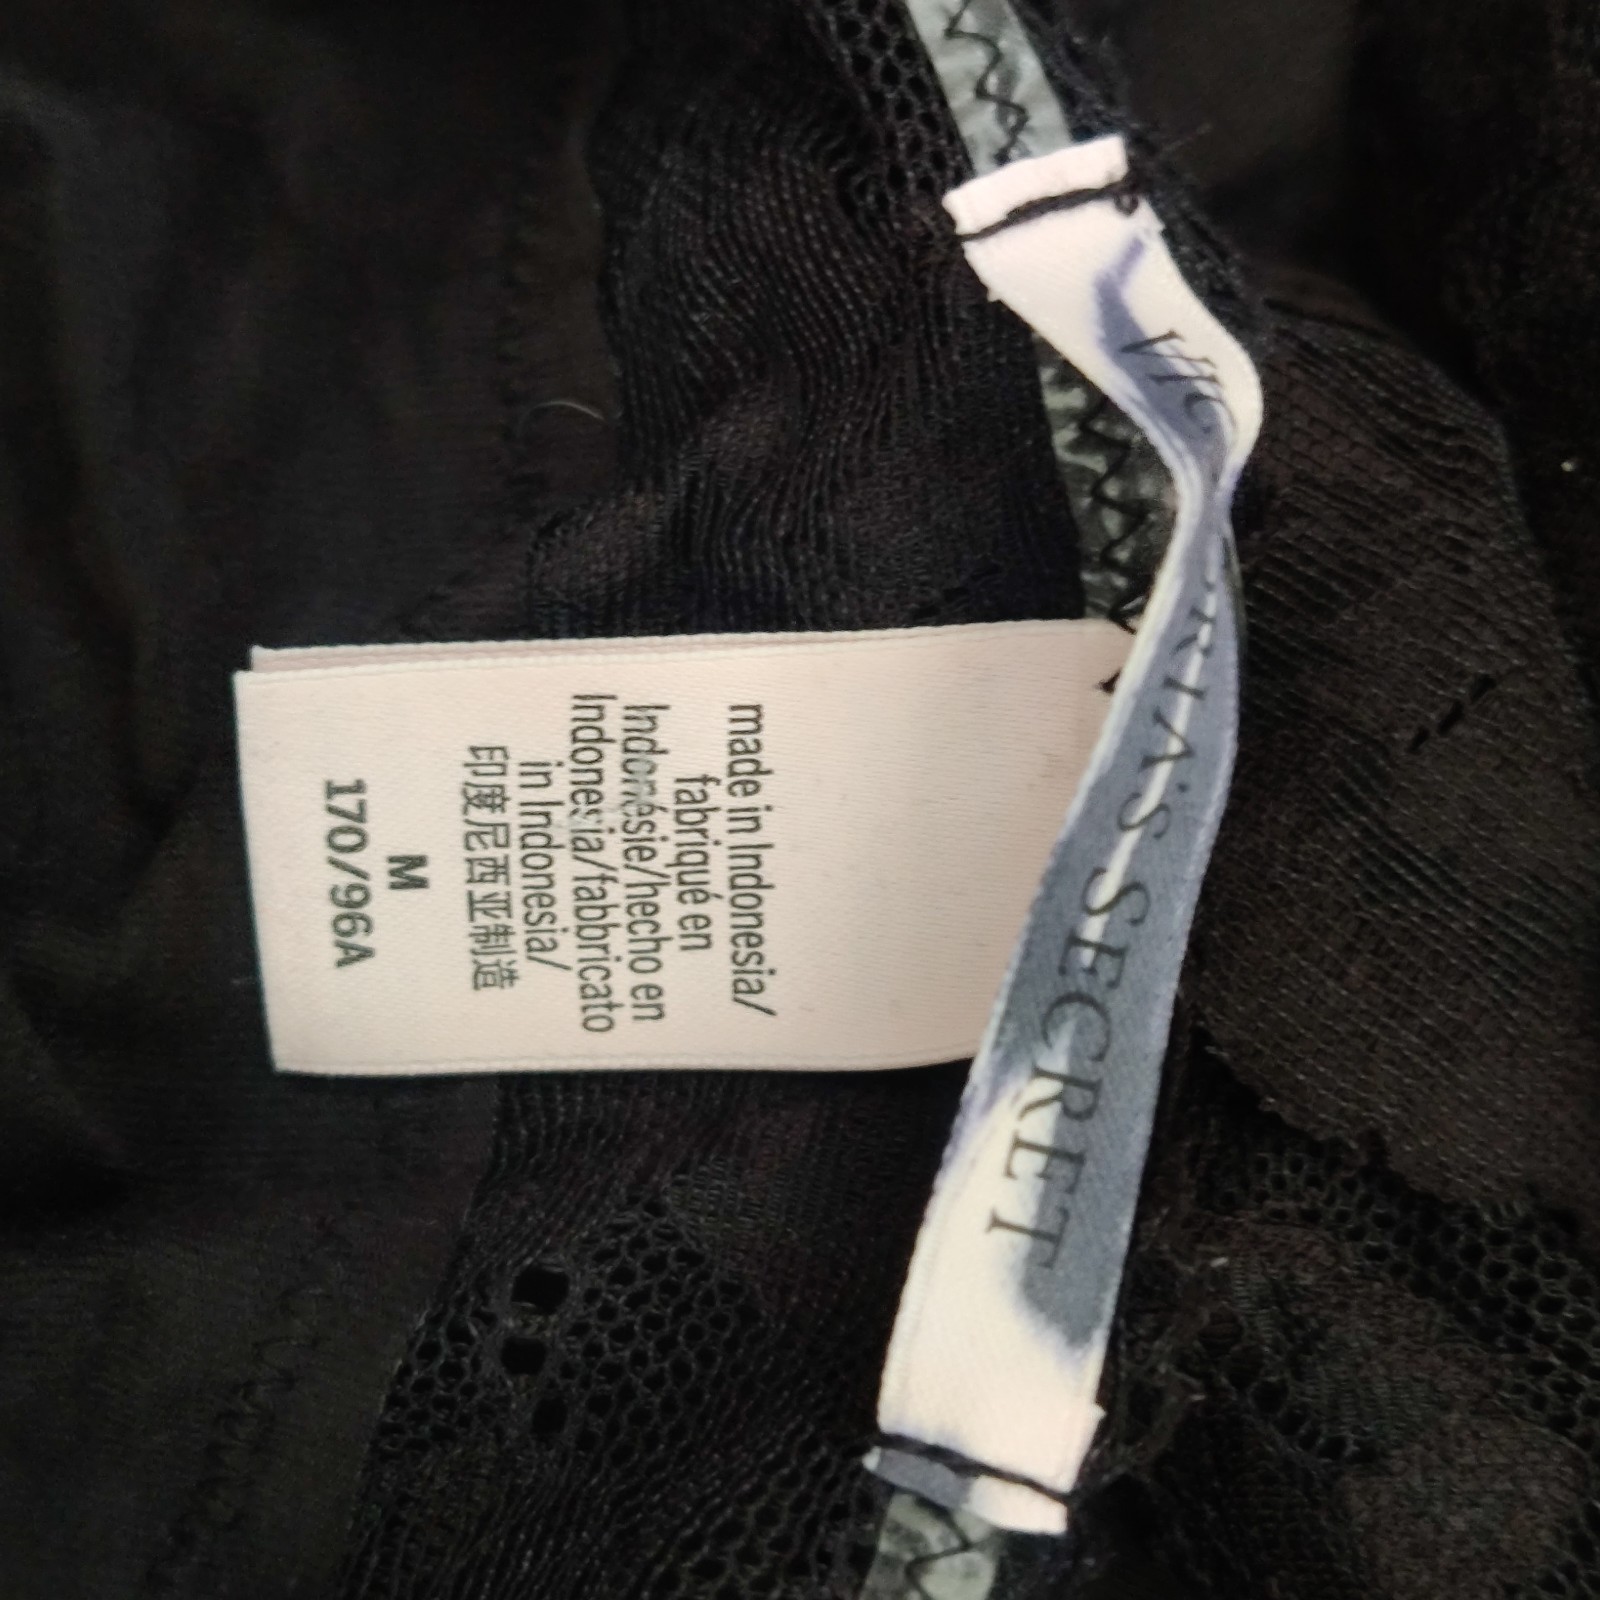 VICTORIA'S SECRET
made in Indonesia/
fabriqué en
Indonésie/hecho en
Indonesia/fabbricato
in Indonesia/
印度尼西亚制造
M
170/96A